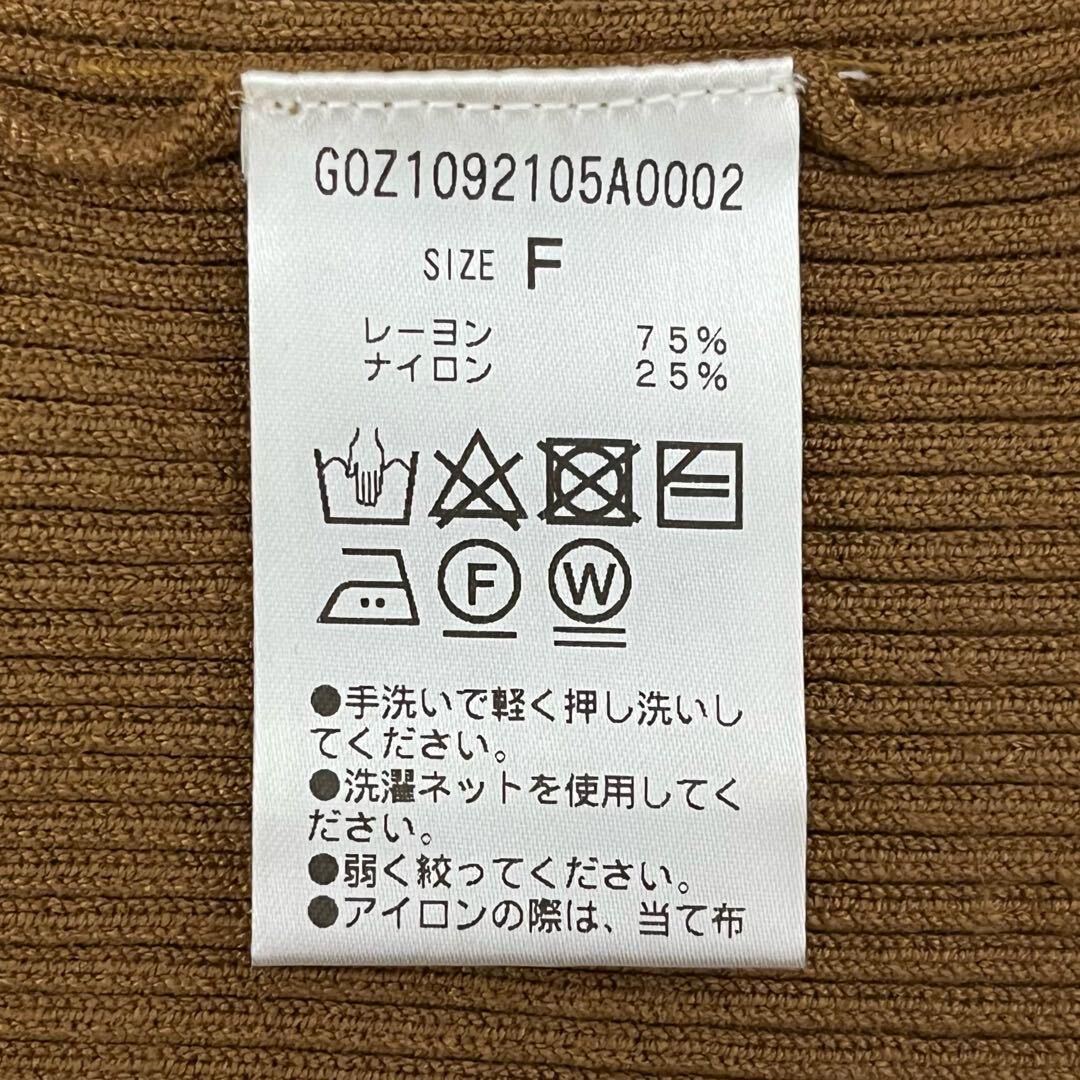 G0Z1092105A0002
SIZE F
レーヨン 75%
ナイロン 25%
F W
●手洗いで軽く押し洗いし
てください。
●洗濯ネットを使用してく
ださい。
●弱く絞ってください。
●アイロンの際は、当て布